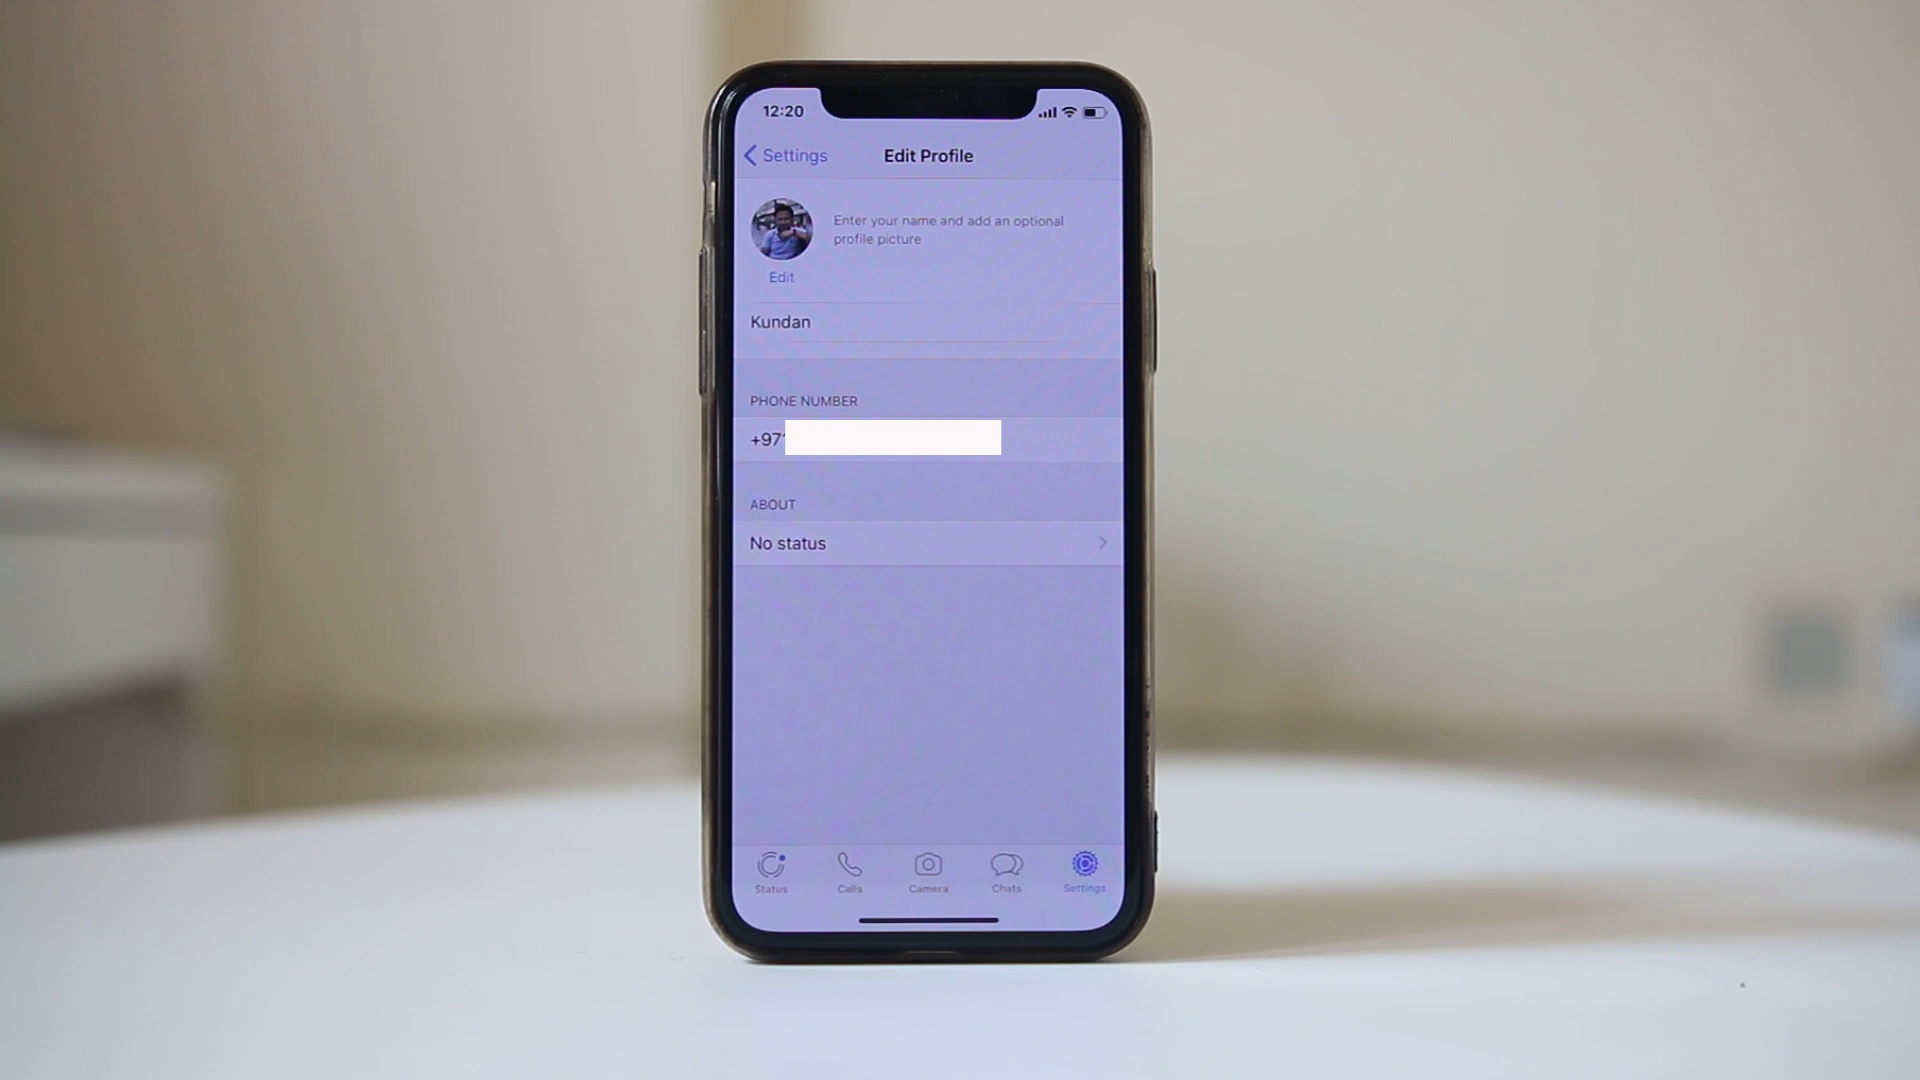 12:20
Settings
Edit Profile
Enter your name and add an optional
profile picture
Edit
Kundan
PHONE NUMBER
+97
ABOUT
No status
Status
Calls
Camera
Chats
Settings